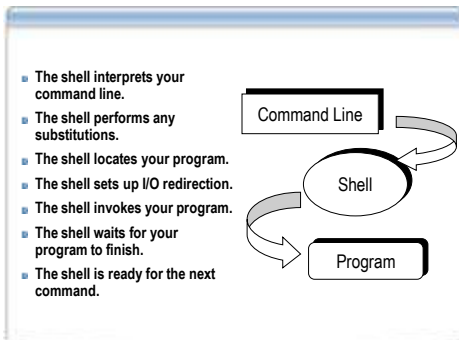 The shell interprets your
command line.
The shell performs any
substitutions.
The shell locates your program.
The shell sets up I/O redirection.
The shell invokes your program.
The shell waits for your
program to finish.
The shell is ready for the next
command.
Command Line
Shell
Program